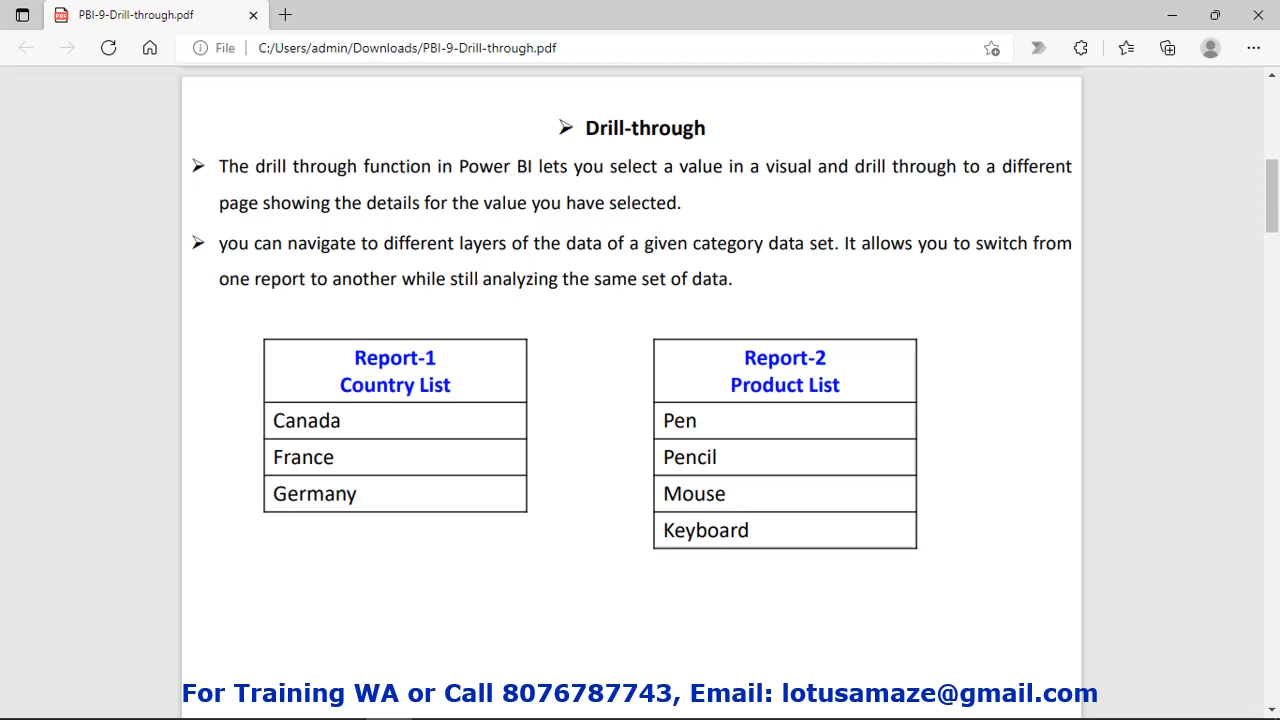 PBI-9-Drill-through.pdf
File
C:/Users/admin/Downloads/PBI-9-Drill-through.pdf
➢ Drill-through
➢ The drill through function in Power BI lets you select a value in a visual and drill through to a different
page showing the details for the value you have selected.
➢ you can navigate to different layers of the data of a given category data set. It allows you to switch from
one report to another while still analyzing the same set of data.
Report-1
Country List
Canada
France
Germany
Report-2
Product List
Pen
Pencil
Mouse
Keyboard
For Training WA or Call 8076787743, Email: lotusamaze@gmail.com